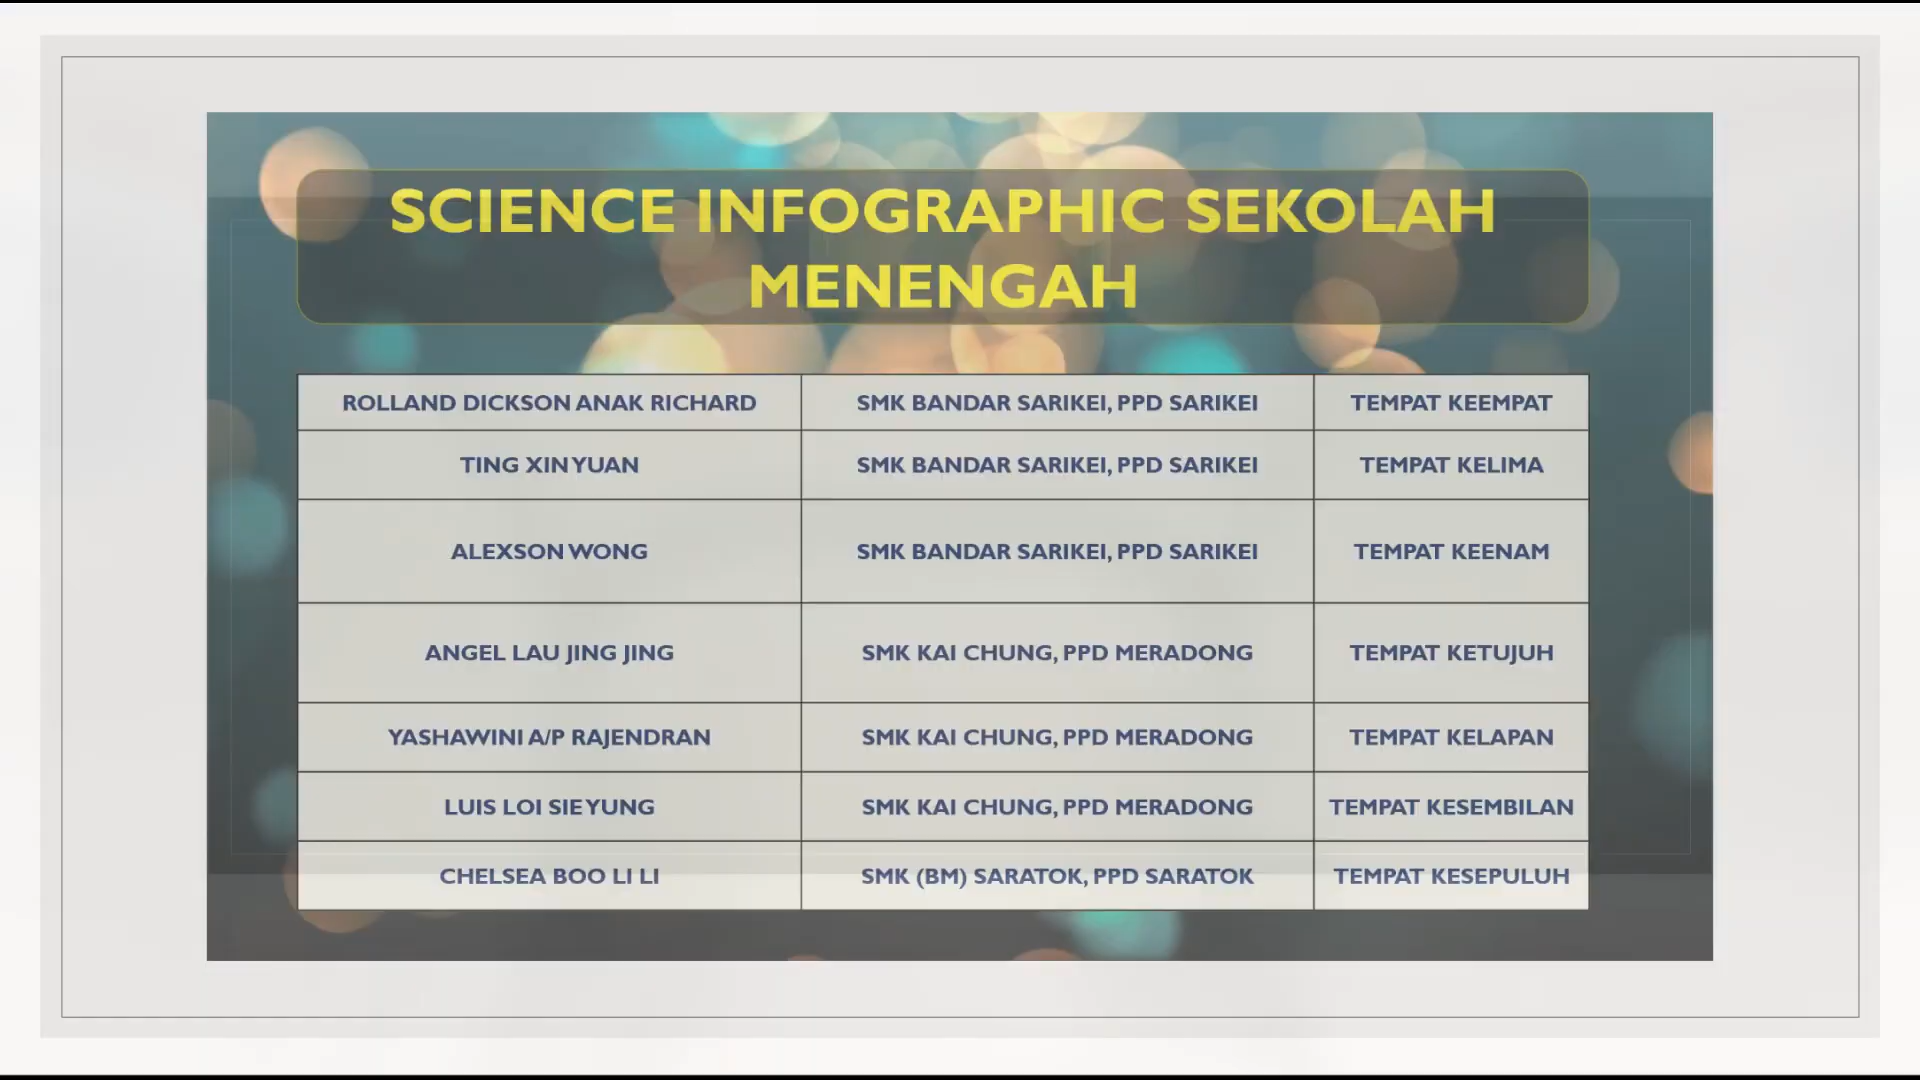 SCIENCE INFOGRAPHIC SEKOLAH
MENENGAH
ROLLAND DICKSON ANAK RICHARD SMK BANDAR SARIKEI, PPD SARIKEI TEMPAT KEEMPAT
TING XIN YUAN SMK BANDAR SARIKEI, PPD SARIKEI TEMPAT KELIMA
ALEXSON WONG SMK BANDAR SARIKEI, PPD SARIKEI TEMPAT KEENAM
ANGEL LAU JING JING SMK KAI CHUNG, PPD MERADONG TEMPAT KETUJUH
YASHAWINI A/P RAJENDRAN SMK KAI CHUNG, PPD MERADONG TEMPAT KELAPAN
LUIS LOI SIE YUNG SMK KAI CHUNG, PPD MERADONG TEMPAT KESEMBILAN
CHELSEA BOO LI LI SMK (BM) SARATOK, PPD SARATOK TEMPAT KESEPULUH